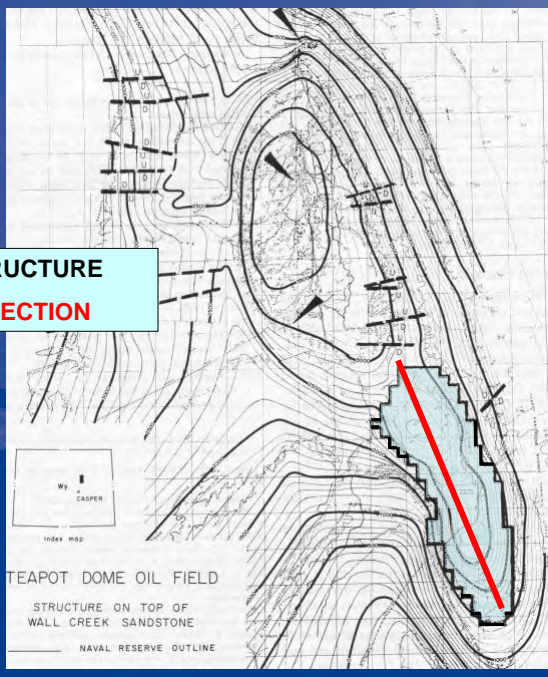 RUCTURE
ECTION
Wy.
CASPER
Index map
TEAPOT DOME OIL FIELD
STRUCTURE ON TOP OF
WALL CREEK SANDSTONE
NAVAL RESERVE OUTLINE